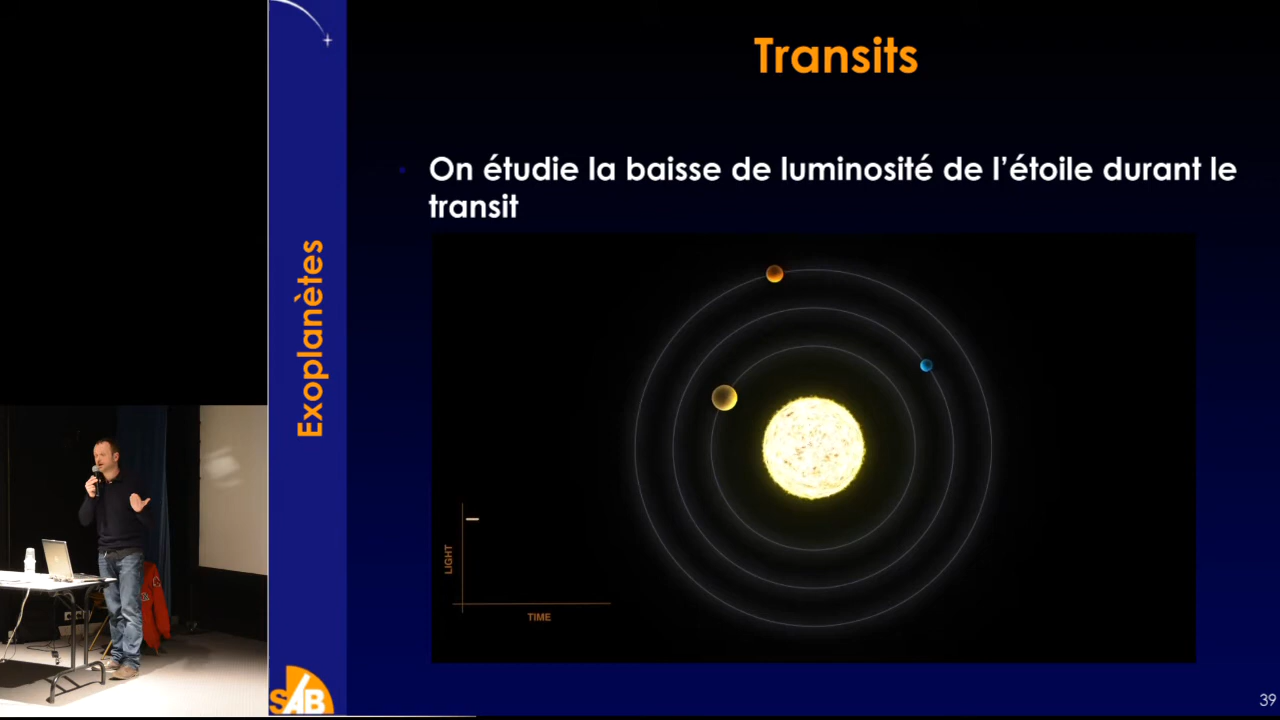 Transits
On étudie la baisse de luminosité de l’étoile durant le
transit
Exoplanètes
LIGHT
TIME
SAB
39